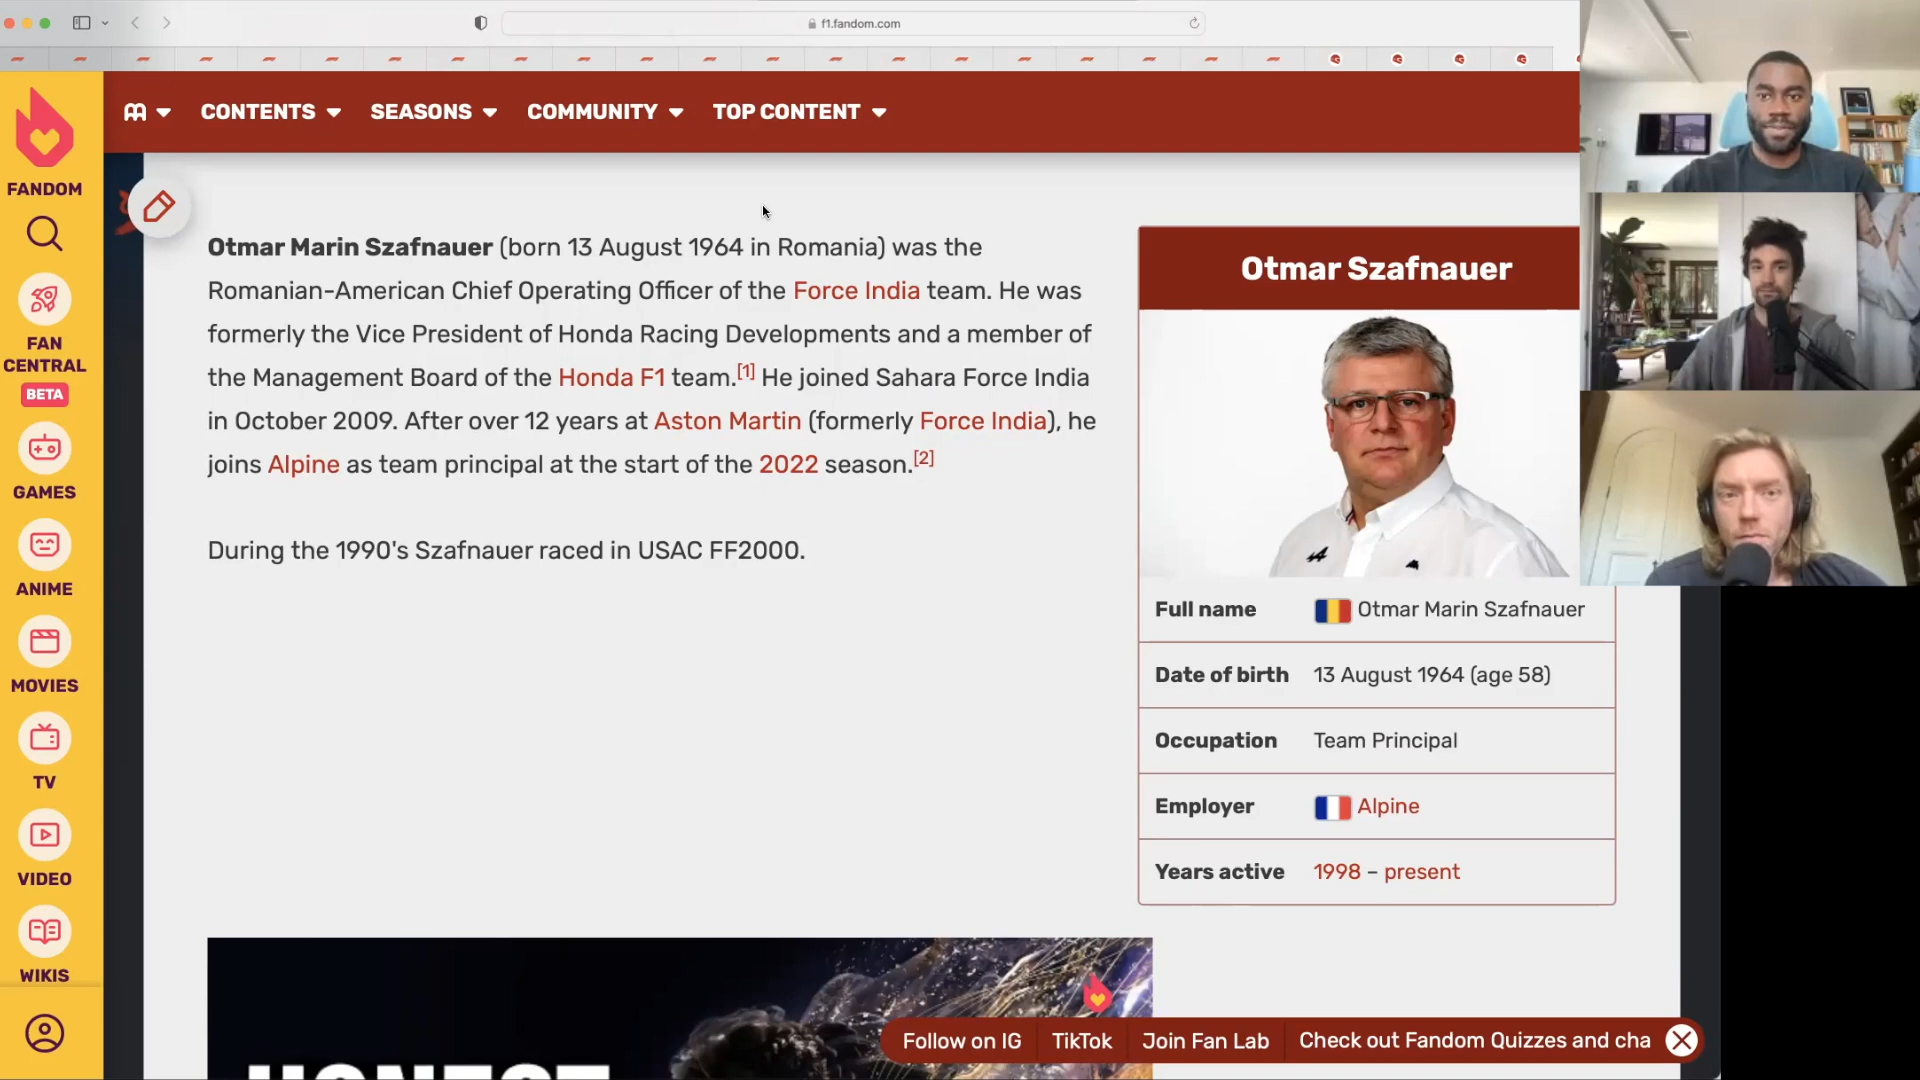 f1.fandom.com
CONTENTS
SEASONS
COMMUNITY
TOP CONTENT
FANDOM
FAN
CENTRAL
BETA
GAMES
ANIME
MOVIES
TV
VIDEO
WIKIS
Otmar Marin Szafnauer (born 13 August 1964 in Romania) was the
Romanian-American Chief Operating Officer of the Force India team. He was
formerly the Vice President of Honda Racing Developments and a member of
the Management Board of the Honda F1 team.[1] He joined Sahara Force India
in October 2009. After over 12 years at Aston Martin (formerly Force India), he
joins Alpine as team principal at the start of the 2022 season.[2]
During the 1990's Szafnauer raced in USAC FF2000.
Otmar Szafnauer
Full name Otmar Marin Szafnauer
Date of birth 13 August 1964 (age 58)
Occupation Team Principal
Employer Alpine
Years active 1998 – present
HONEST
Follow on IG
TikTok
Join Fan Lab
Check out Fandom Quizzes and cha